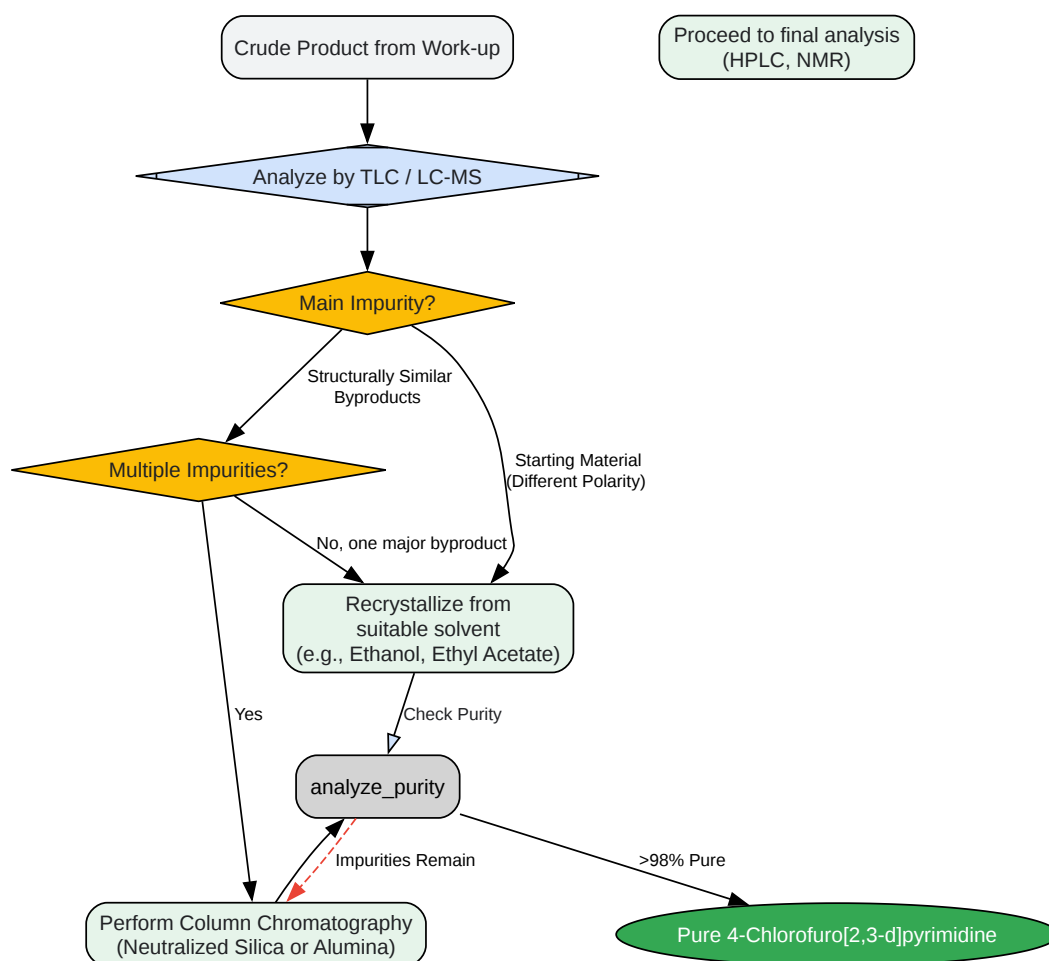 Crude Product from Work-up
Proceed to final analysis
(HPLC, NMR)
Analyze by TLC / LC-MS
Main Impurity?
Structurally Similar
Byproducts
Multiple Impurities?
Starting Material
(Different Polarity)
No, one major byproduct
Recrystallize from
suitable solvent
(e.g., Ethanol, Ethyl Acetate)
Yes
Check Purity
analyze_purity
Impurities Remain
>98% Pure
Perform Column Chromatography
(Neutralized Silica or Alumina)
Pure 4-Chlorofuro[2,3-d]pyrimidine